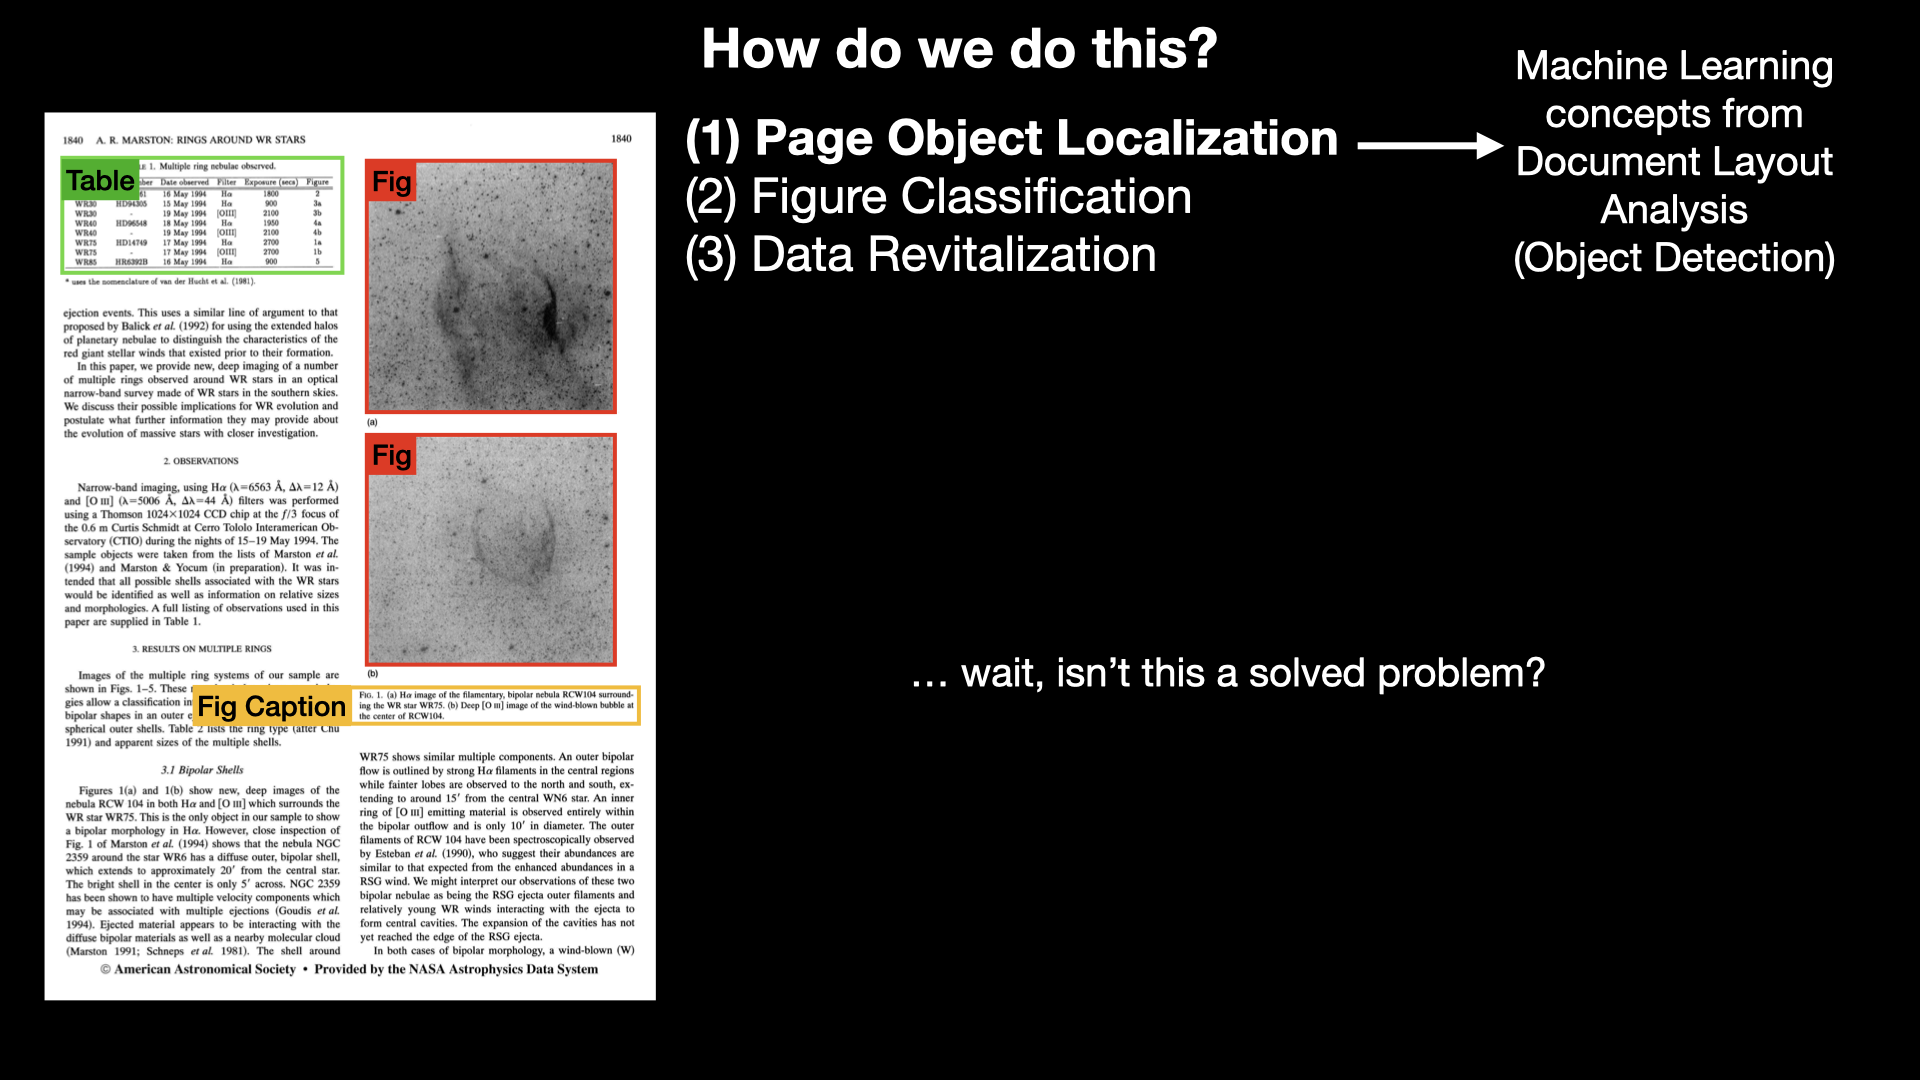 How do we do this?
(1) Page Object Localization
(2) Figure Classification
(3) Data Revitalization
Machine Learning
concepts from
Document Layout
Analysis
(Object Detection)
... wait, isn't this a solved problem?
1840 A. R. MARSTON: RINGS AROUND WR STARS 1840
Table
E 1. Multiple ring nebulae observed.
ber Date observed Filter Exposure (secs) Figure
61 16 May 1994 Hα 1800 2
WR30 HD94305 15 May 1994 Hα 900 3a
WR30 - 19 May 1994 [OIII] 2100 3b
WR40 HD96548 18 May 1994 Hα 1950 4a
WR40 - 19 May 1994 [OIII] 2100 4b
WR75 HD14749 17 May 1994 Hα 2700 1a
WR75 - 17 May 1994 [OIII] 2700 1b
WR85 HR6392B 16 May 1994 Hα 900 5
* uses the nomenclature of van der Hucht et al. (1981).
ejection events. This uses a similar line of argument to that
proposed by Balick et al. (1992) for using the extended halos
of planetary nebulae to distinguish the characteristics of the
red giant stellar winds that existed prior to their formation.
In this paper, we provide new, deep imaging of a number
of multiple rings observed around WR stars in an optical
narrow-band survey made of WR stars in the southern skies.
We discuss their possible implications for WR evolution and
postulate what further information they may provide about
the evolution of massive stars with closer investigation.
2. OBSERVATIONS
Narrow-band imaging, using Hα (λ=6563 Å, Δλ=12 Å)
and [O III] (λ=5006 Å, Δλ=44 Å) filters was performed
using a Thomson 1024×1024 CCD chip at the f/3 focus of
the 0.6 m Curtis Schmidt at Cerro Tololo Interamerican Ob-
servatory (CTIO) during the nights of 15–19 May 1994. The
sample objects were taken from the lists of Marston et al.
(1994) and Marston & Yocum (in preparation). It was in-
tended that all possible shells associated with the WR stars
would be identified as well as information on relative sizes
and morphologies. A full listing of observations used in this
paper are supplied in Table 1.
3. RESULTS ON MULTIPLE RINGS
Images of the multiple ring systems of our sample are
shown in Figs. 1–5. These
gies allow a classification in
bipolar shapes in an outer
spherical outer shells. Table 2 lists the ring type (after Chu
1991) and apparent sizes of the multiple shells.
3.1 Bipolar Shells
Figures 1(a) and 1(b) show new, deep images of the
nebula RCW 104 in both Hα and [O III] which surrounds the
WR star WR75. This is the only object in our sample to show
a bipolar morphology in Hα. However, close inspection of
Fig. 1 of Marston et al. (1994) shows that the nebula NGC
2359 around the star WR6 has a diffuse outer, bipolar shell,
which extends to approximately 20′ from the central star.
The bright shell in the center is only 5′ across. NGC 2359
has been shown to have multiple velocity components which
may be associated with multiple ejections (Goudis et al.
1994). Ejected material appears to be interacting with the
diffuse bipolar materials as well as a nearby molecular cloud
(Marston 1991; Schneps et al. 1981). The shell around
Fig
(a)
Fig
(b)
Fig Caption
FIG. 1. (a) Hα image of the filamentary, bipolar nebula RCW104 surround-
ing the WR star WR75. (b) Deep [O III] image of the wind-blown bubble at
the center of RCW104.
WR75 shows similar multiple components. An outer bipolar
flow is outlined by strong Hα filaments in the central regions
while fainter lobes are observed to the north and south, ex-
tending to around 15′ from the central WN6 star. An inner
ring of [O III] emitting material is observed entirely within
the bipolar outflow and is only 10′ in diameter. The outer
filaments of RCW 104 have been spectroscopically observed
by Esteban et al. (1990), who suggest their abundances are
similar to that expected from the enhanced abundances in a
RSG wind. We might interpret our observations of these two
bipolar nebulae as being the RSG ejecta outer filaments and
relatively young WR winds interacting with the ejecta to
form central cavities. The expansion of the cavities has not
yet reached the edge of the RSG ejecta.
In both cases of bipolar morphology, a wind-blown (W)
© American Astronomical Society • Provided by the NASA Astrophysics Data System